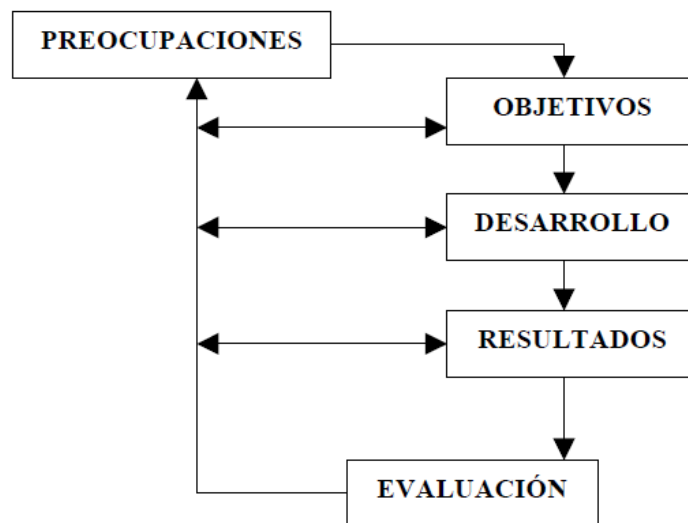 PREOCUPACIONES
OBJETIVOS
DESARROLLO
RESULTADOS
EVALUACIÓN